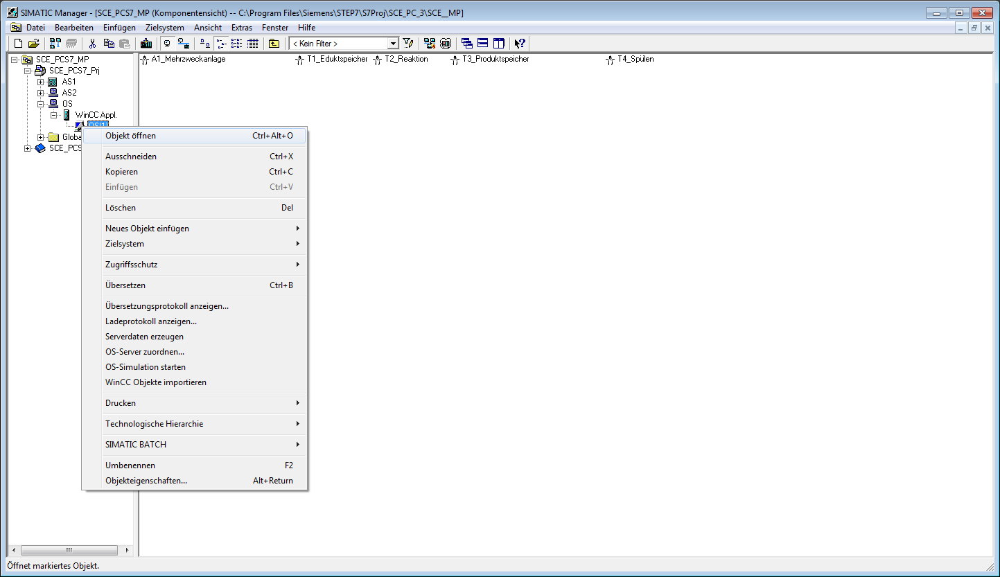 SIMATIC Manager - [SCE_PCS7_MP (Komponentensicht) -- C:\Program Files\Siemens\STEP7\S7Proj\SCE_PC_3\SCE__MP]
Datei Bearbeiten Einfügen Zielsystem Ansicht Extras Fenster Hilfe
< Kein Filter >
SCE_PCS7_MP
SCE_PCS7_Prj
AS1
AS2
OS
WinCC Appl.
OS(1)
Globa
SCE_PCS
A1_Mehrzweckanlage T1_Eduktspeicher T2_Reaktion T3_Produktspeicher T4_Spülen
Objekt öffnen Ctrl+Alt+O
Ausschneiden Ctrl+X
Kopieren Ctrl+C
Einfügen Ctrl+V
Löschen Del
Neues Objekt einfügen
Zielsystem
Zugriffsschutz
Übersetzen Ctrl+B
Übersetzungsprotokoll anzeigen...
Ladeprotokoll anzeigen...
Serverdaten erzeugen
OS-Server zuordnen...
OS-Simulation starten
WinCC Objekte importieren
Drucken
Technologische Hierarchie
SIMATIC BATCH
Umbenennen F2
Objekteigenschaften... Alt+Return
Öffnet markiertes Objekt.